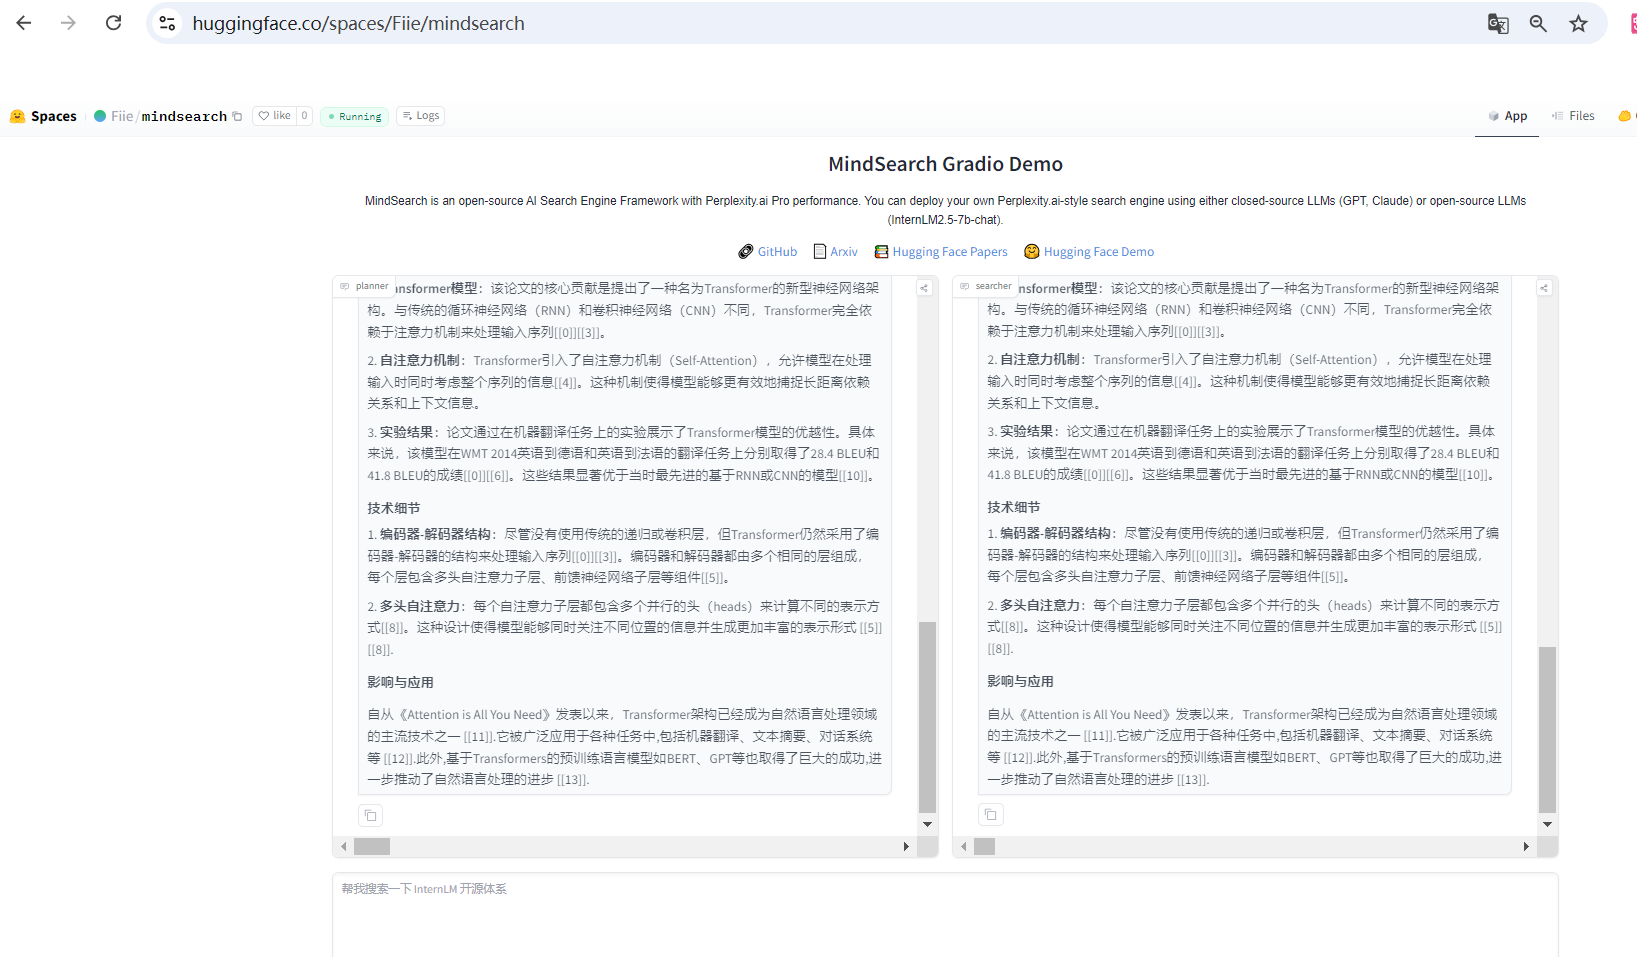 huggingface.co/spaces/Fiie/mindsearch
Spaces Fiie/mindsearch like 0 Running Logs App Files
MindSearch Gradio Demo
MindSearch is an open-source AI Search Engine Framework with Perplexity.ai Pro performance. You can deploy your own Perplexity.ai-style search engine using either closed-source LLMs (GPT, Claude) or open-source LLMs
(InternLM2.5-7b-chat).
GitHub Arxiv Hugging Face Papers Hugging Face Demo
planner
nsformer模型：该论文的核心贡献是提出了一种名为Transformer的新型神经网络架
构。与传统的循环神经网络（RNN）和卷积神经网络（CNN）不同，Transformer完全依
赖于注意力机制来处理输入序列[[0]][[3]]。
2. 自注意力机制：Transformer引入了自注意力机制（Self-Attention），允许模型在处理
输入时同时考虑整个序列的信息[[4]]。这种机制使得模型能够更有效地捕捉长距离依赖
关系和上下文信息。
3. 实验结果：论文通过在机器翻译任务上的实验展示了Transformer模型的优越性。具体
来说，该模型在WMT 2014英语到德语和英语到法语的翻译任务上分别取得了28.4 BLEU和
41.8 BLEU的成绩[[0]][[6]]。这些结果显著优于当时最先进的基于RNN或CNN的模型[[10]]。
技术细节
1. 编码器-解码器结构：尽管没有使用传统的递归或卷积层，但Transformer仍然采用了编
码器-解码器的结构来处理输入序列[[0]][[3]]。编码器和解码器都由多个相同的层组成，
每个层包含多头自注意力子层、前馈神经网络子层等组件[[5]]。
2. 多头自注意力：每个自注意力子层都包含多个并行的头（heads）来计算不同的表示方
式[[8]]。这种设计使得模型能够同时关注不同位置的信息并生成更加丰富的表示形式 [[5]]
[[8]].
影响与应用
自从《Attention is All You Need》发表以来，Transformer架构已经成为自然语言处理领域
的主流技术之一 [[11]].它被广泛应用于各种任务中,包括机器翻译、文本摘要、对话系统
等 [[12]].此外,基于Transformers的预训练语言模型如BERT、GPT等也取得了巨大的成功,进
一步推动了自然语言处理的进步 [[13]].
searcher
nsformer模型：该论文的核心贡献是提出了一种名为Transformer的新型神经网络架
构。与传统的循环神经网络（RNN）和卷积神经网络（CNN）不同，Transformer完全依
赖于注意力机制来处理输入序列[[0]][[3]]。
2. 自注意力机制：Transformer引入了自注意力机制（Self-Attention），允许模型在处理
输入时同时考虑整个序列的信息[[4]]。这种机制使得模型能够更有效地捕捉长距离依赖
关系和上下文信息。
3. 实验结果：论文通过在机器翻译任务上的实验展示了Transformer模型的优越性。具体
来说，该模型在WMT 2014英语到德语和英语到法语的翻译任务上分别取得了28.4 BLEU和
41.8 BLEU的成绩[[0]][[6]]。这些结果显著优于当时最先进的基于RNN或CNN的模型[[10]]。
技术细节
1. 编码器-解码器结构：尽管没有使用传统的递归或卷积层，但Transformer仍然采用了编
码器-解码器的结构来处理输入序列[[0]][[3]]。编码器和解码器都由多个相同的层组成，
每个层包含多头自注意力子层、前馈神经网络子层等组件[[5]]。
2. 多头自注意力：每个自注意力子层都包含多个并行的头（heads）来计算不同的表示方
式[[8]]。这种设计使得模型能够同时关注不同位置的信息并生成更加丰富的表示形式 [[5]]
[[8]].
影响与应用
自从《Attention is All You Need》发表以来，Transformer架构已经成为自然语言处理领域
的主流技术之一 [[11]].它被广泛应用于各种任务中,包括机器翻译、文本摘要、对话系统
等 [[12]].此外,基于Transformers的预训练语言模型如BERT、GPT等也取得了巨大的成功,进
一步推动了自然语言处理的进步 [[13]].
帮我搜索一下 InternLM 开源体系